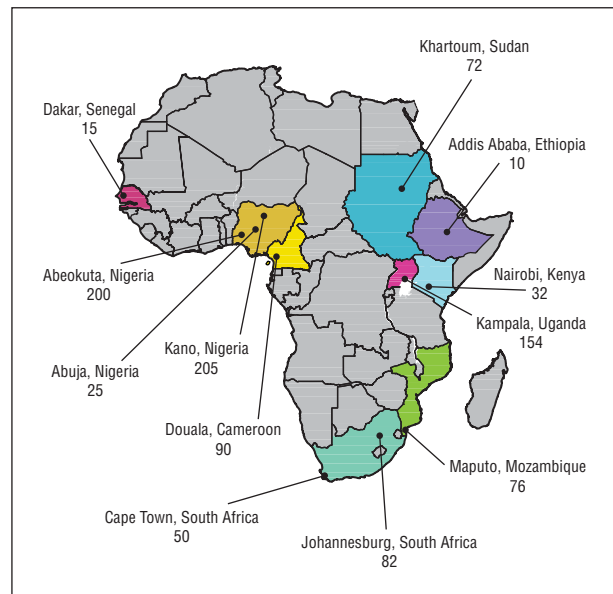 Khartoum, Sudan
72
Dakar, Senegal
15
Addis Ababa, Ethiopia
10
Abeokuta, Nigeria
200
Nairobi, Kenya
32
Kampala, Uganda
154
Kano, Nigeria
205
Abuja, Nigeria
25
Douala, Cameroon
90
Maputo, Mozambique
76
Cape Town, South Africa
50
Johannesburg, South Africa
82